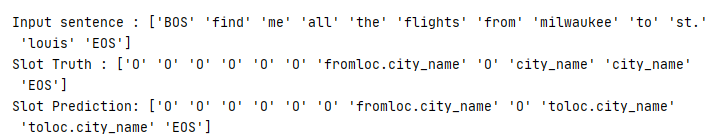 Input sentence : ['BOS' 'find' 'me' 'all' 'the' 'flights' 'from' 'milwaukee' 'to' 'st.'
'louis' 'EOS']
Slot Truth : ['O' 'O' 'O' 'O' 'O' 'O' 'fromloc.city_name' 'O' 'city_name' 'city_name'
'EOS']
Slot Prediction: ['O' 'O' 'O' 'O' 'O' 'O' 'fromloc.city_name' 'O' 'toloc.city_name'
'toloc.city_name' 'EOS']